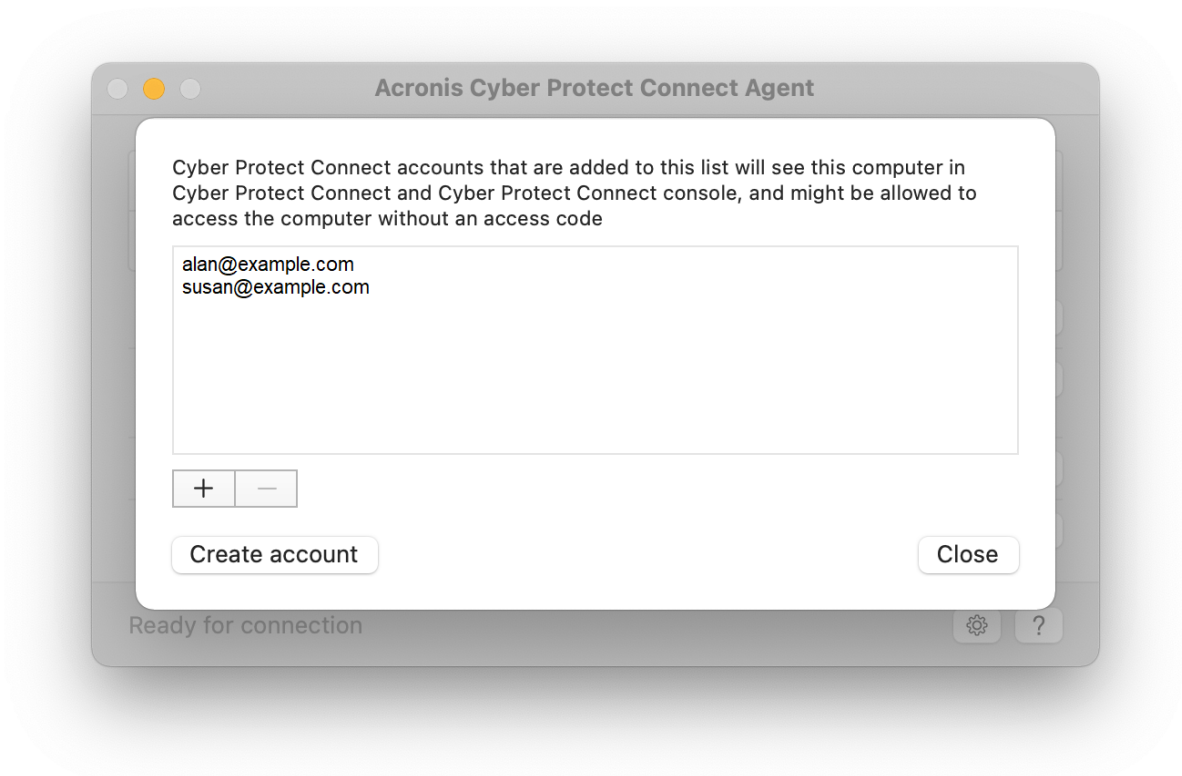 Acronis Cyber Protect Connect Agent
Cyber Protect Connect accounts that are added to this list will see this computer in
Cyber Protect Connect and Cyber Protect Connect console, and might be allowed to
access the computer without an access code
alan@example.com
susan@example.com
+ —
Create account Close
Ready for connection ?